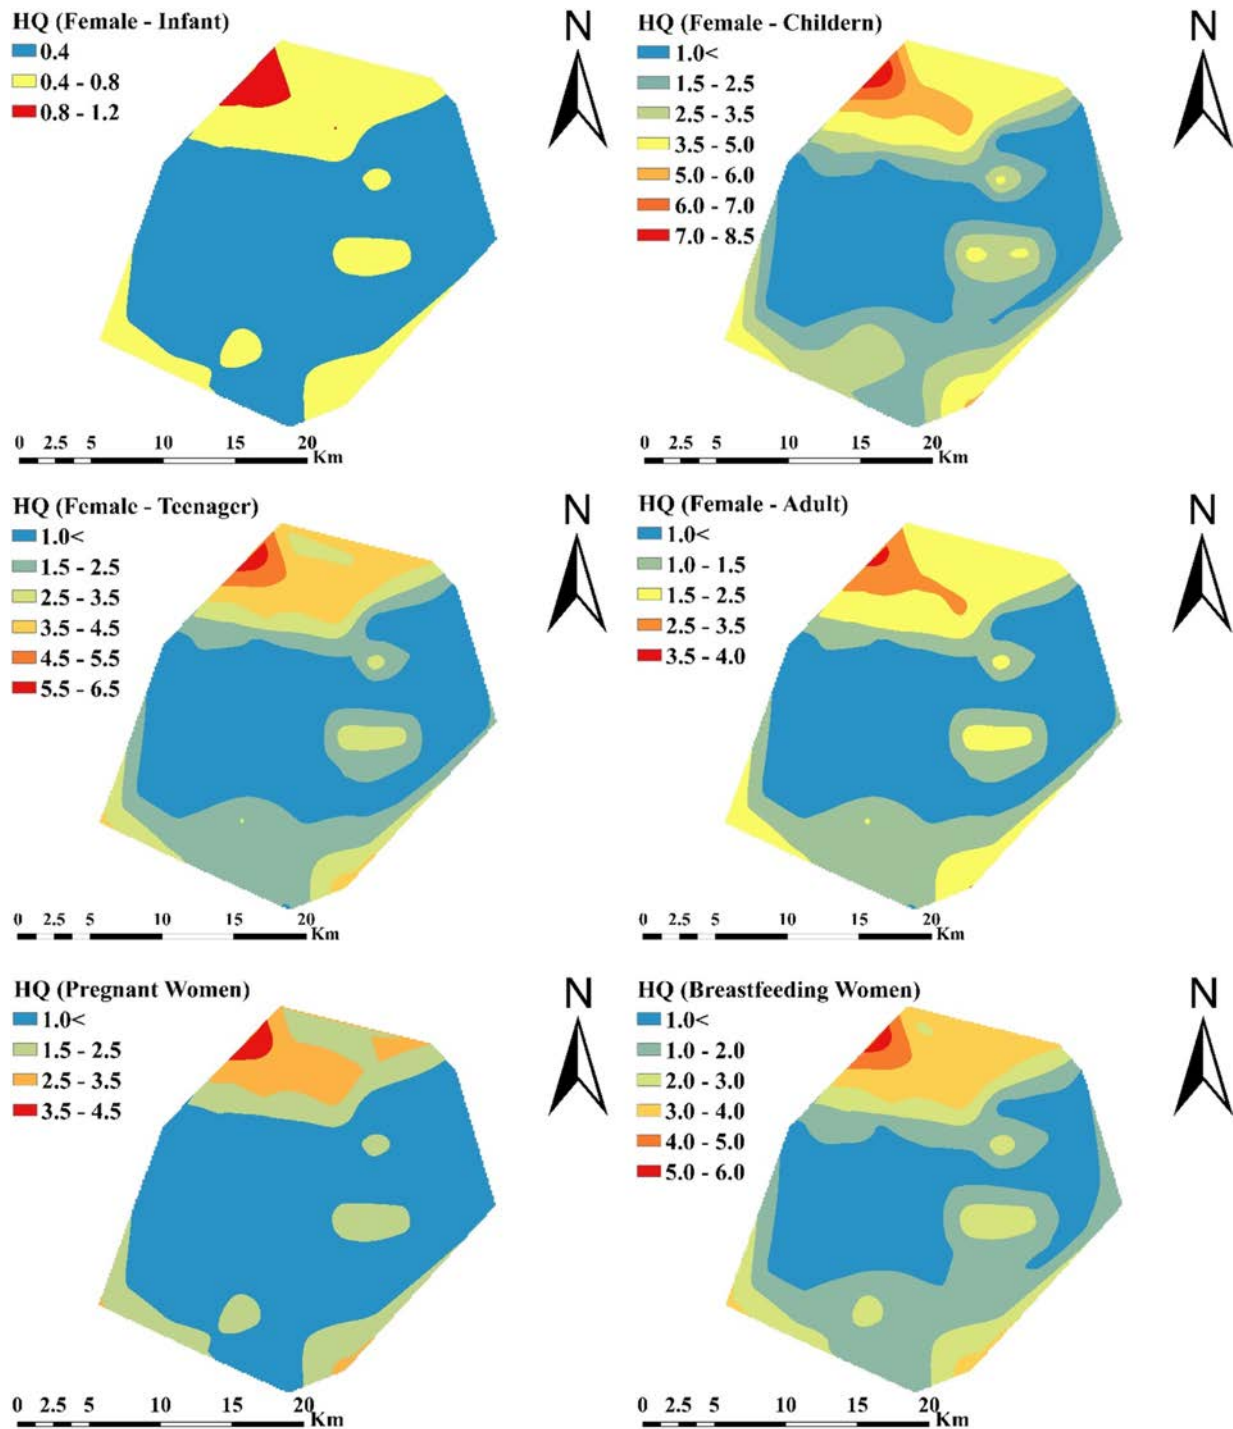 HQ (Female - Infant)
0.4
0.4 - 0.8
0.8 - 1.2
N
0 2.5 5 10 15 20
Km
HQ (Female - Childern)
1.0<
1.5 - 2.5
2.5 - 3.5
3.5 - 5.0
5.0 - 6.0
6.0 - 7.0
7.0 - 8.5
N
0 2.5 5 10 15 20
Km
HQ (Female - Teenager)
1.0<
1.5 - 2.5
2.5 - 3.5
3.5 - 4.5
4.5 - 5.5
5.5 - 6.5
N
0 2.5 5 10 15 20
Km
HQ (Female - Adult)
1.0<
1.0 - 1.5
1.5 - 2.5
2.5 - 3.5
3.5 - 4.0
N
0 2.5 5 10 15 20
Km
HQ (Pregnant Women)
1.0<
1.5 - 2.5
2.5 - 3.5
3.5 - 4.5
N
0 2.5 5 10 15 20
Km
HQ (Breastfeeding Women)
1.0<
1.0 - 2.0
2.0 - 3.0
3.0 - 4.0
4.0 - 5.0
5.0 - 6.0
N
0 2.5 5 10 15 20
Km